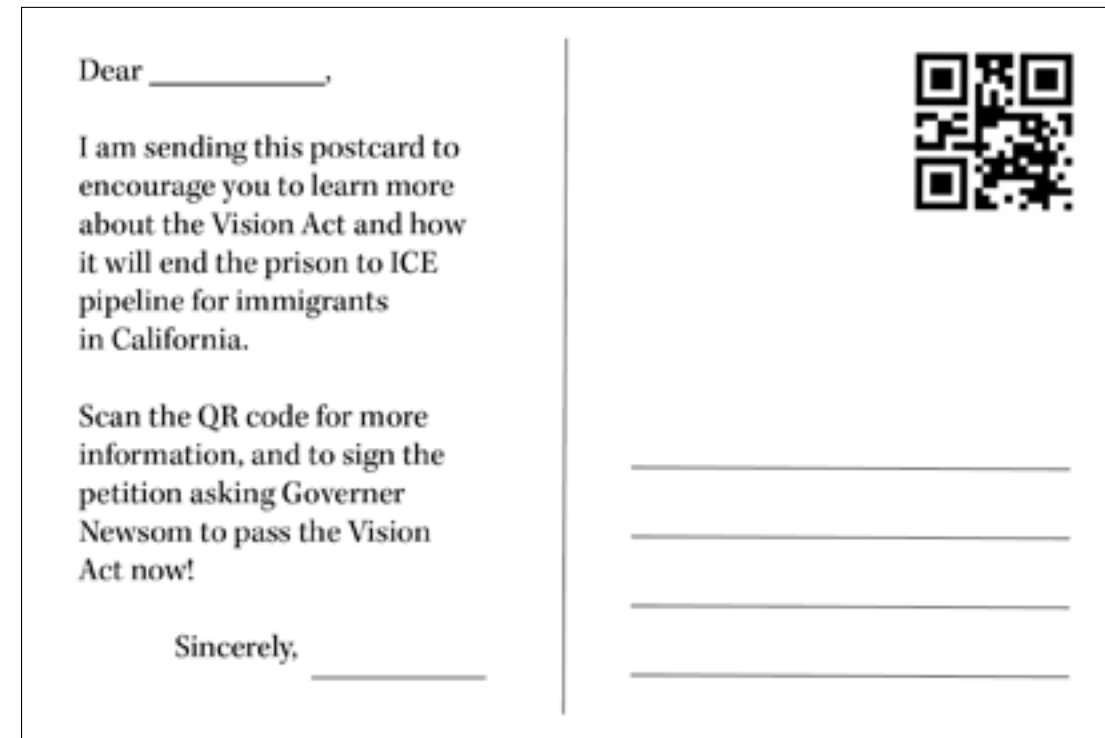 Dear ____________,
I am sending this postcard to
encourage you to learn more
about the Vision Act and how
it will end the prison to ICE
pipeline for immigrants
in California.
Scan the QR code for more
information, and to sign the
petition asking Governer
Newsom to pass the Vision
Act now!
Sincerely, ____________